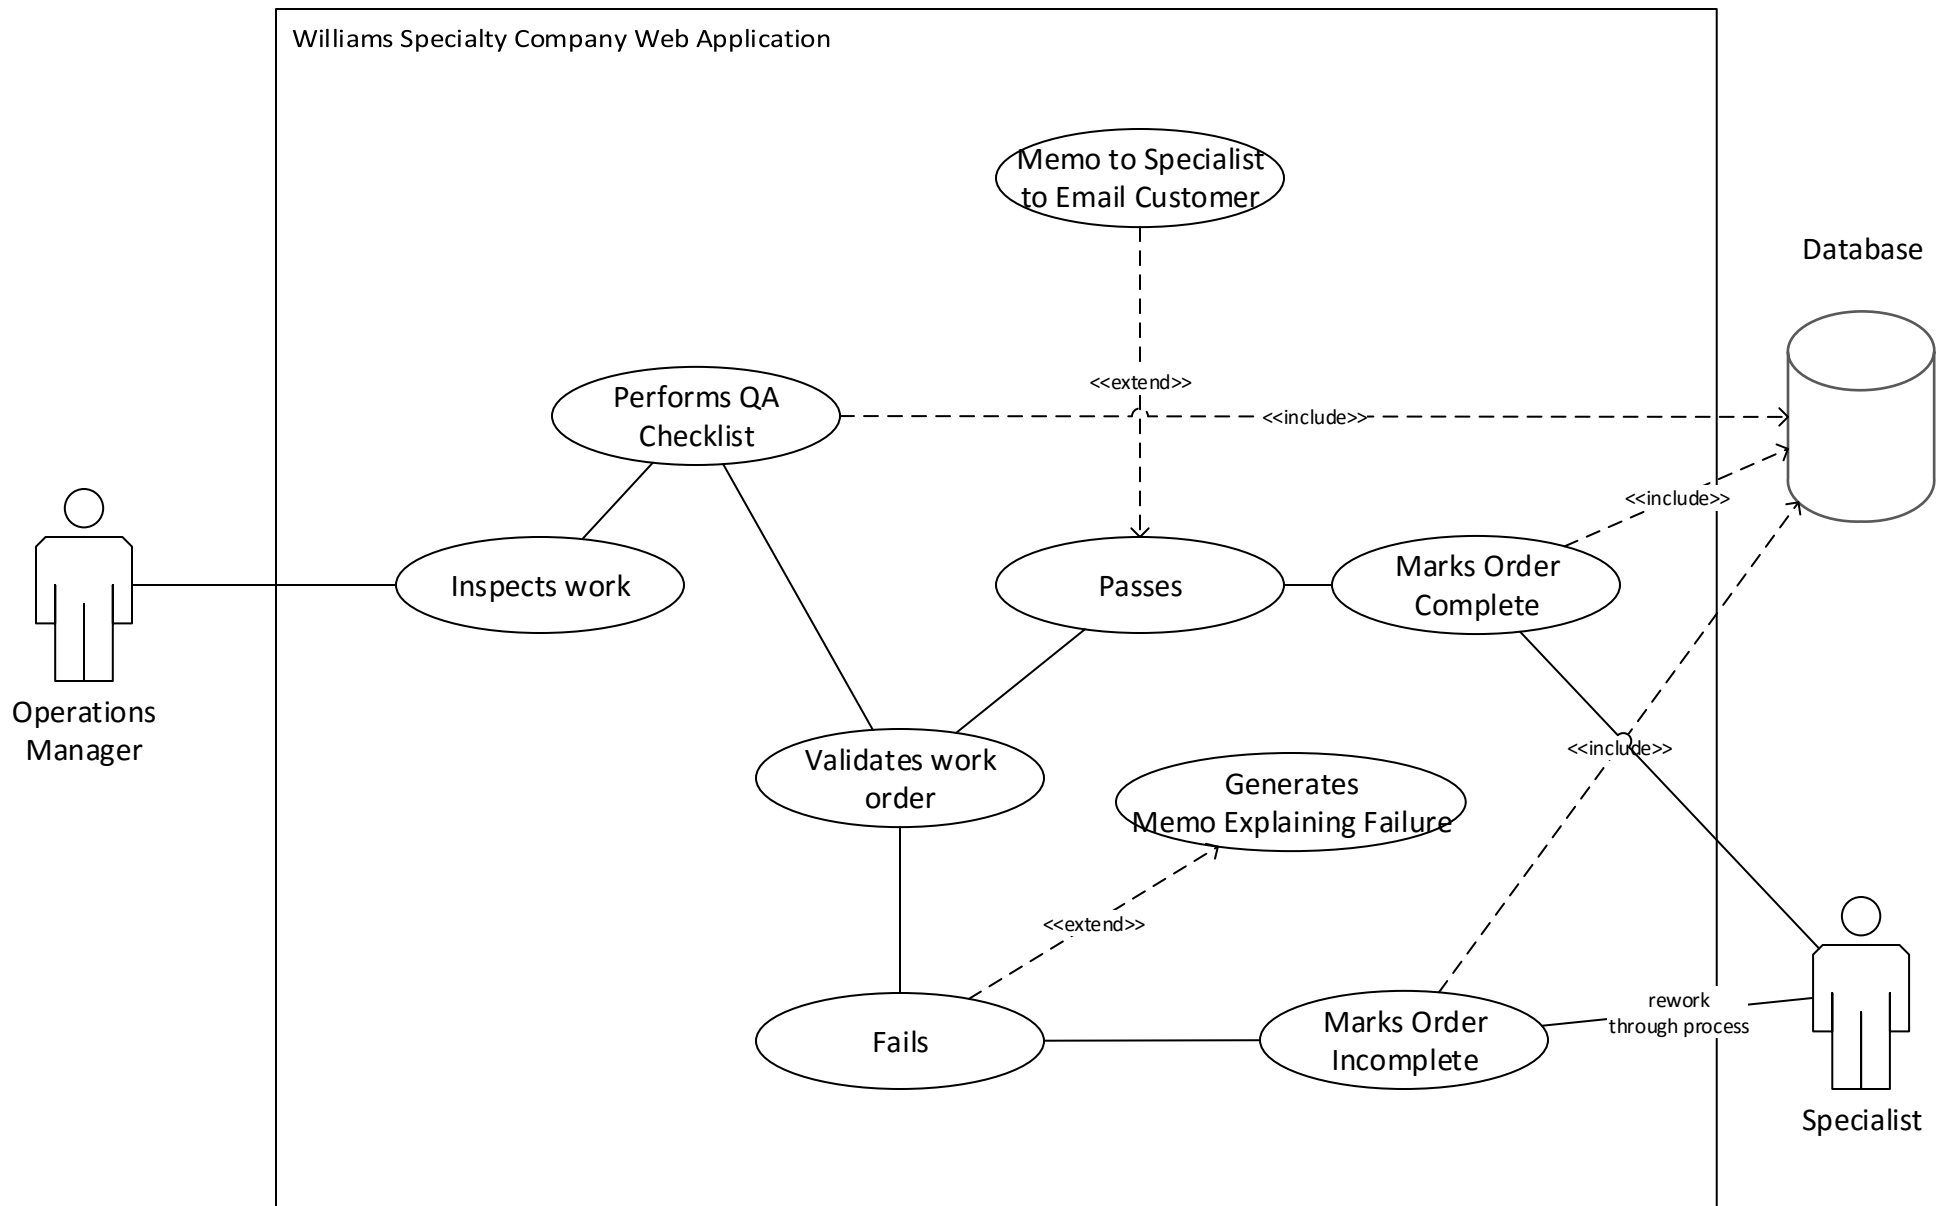 Williams Specialty Company Web Application
Memo to Specialist
to Email Customer
Database
<<extend>>
Performs QA
Checklist
<<include>>
<<include>>
Inspects work
Passes
Marks Order
Complete
Operations
Manager
Validates work
order
<<include>>
Generates
Memo Explaining Failure
<<extend>>
Fails
Marks Order
Incomplete
rework
through process
Specialist